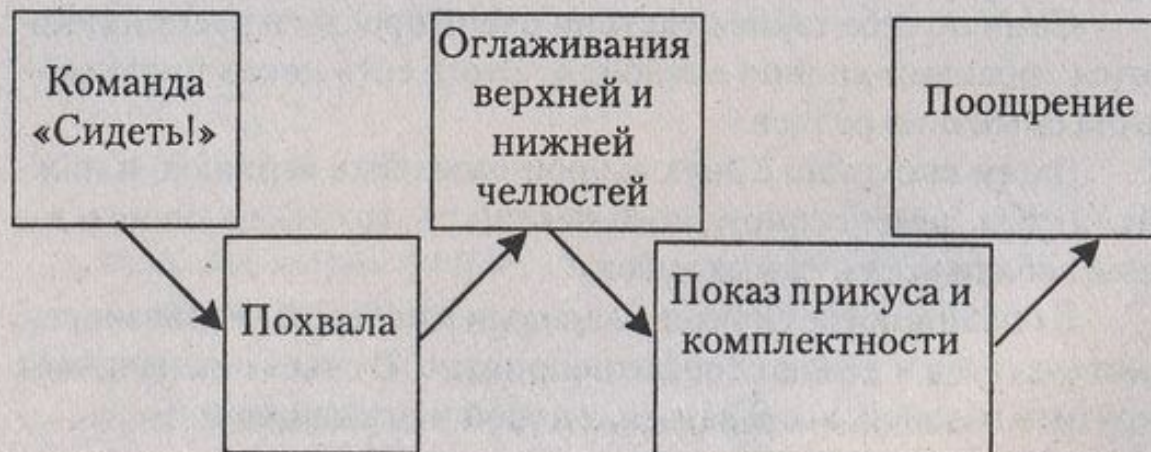 Команда
«Сидеть!»
Похвала
Оглаживания
верхней и
нижней
челюстей
Показ прикуса и
комплектности
Поощрение